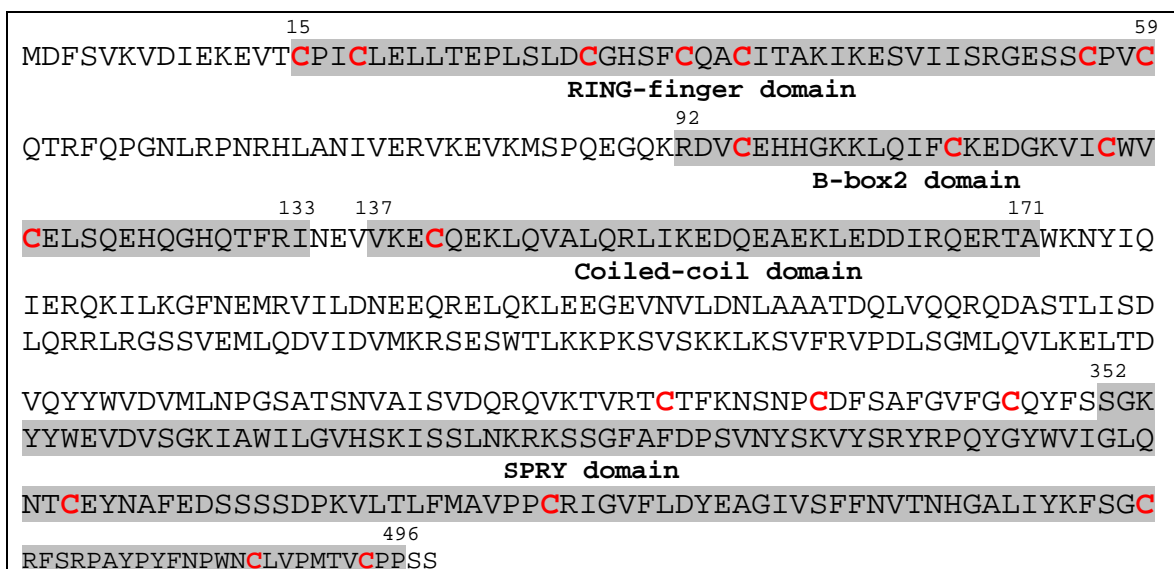 15 59
MDFSVKVDIEKEVTCPICLELLTEPLSLDCGHSFCQACITAKIKESVIISRGESSCPVC
RING-finger domain
92
QTRFQPGNLRPNRHLANIVERVKEVKMSPQEGQKRDVCEHHGKKLQIFCKEDGKVICWV
B-box2 domain
133 137 171
CELSQEHQGHQTFRINEVVKECQEKLQVALQRLIKEDQEAEKLEDDIRQERTAWKNYIQ
Coiled-coil domain
IERQKILKGFNEMRVILDNEEQRELQKLEEGEVNVLDNLAAATDQLVQQRQDASTLISD
LQRRLRGSSVEMLQDVIDVMKRSESWTLKKPKSVSKKLKSVFRVPDLSGMLQVLKELTD
352
VQYYWVDVMLNPGSATSNVAISVDQRQVKTVRTCTFKNSNPCDFSAFGVFGCQYFSSGK
YYWEVDVSGKIAWILGVHSKISSLNKRKSSGFAFDPSVNYSKVYSRYRPQYGYWVIGLQ
SPRY domain
NTCEYNAFEDSSSSDPKVLTLFMAVPPCRIGVFLDYEAGIVSFFNVTNHGALIYKFSGC
496
RFSRPAYPYFNPWNCLVPMTVCPPSS